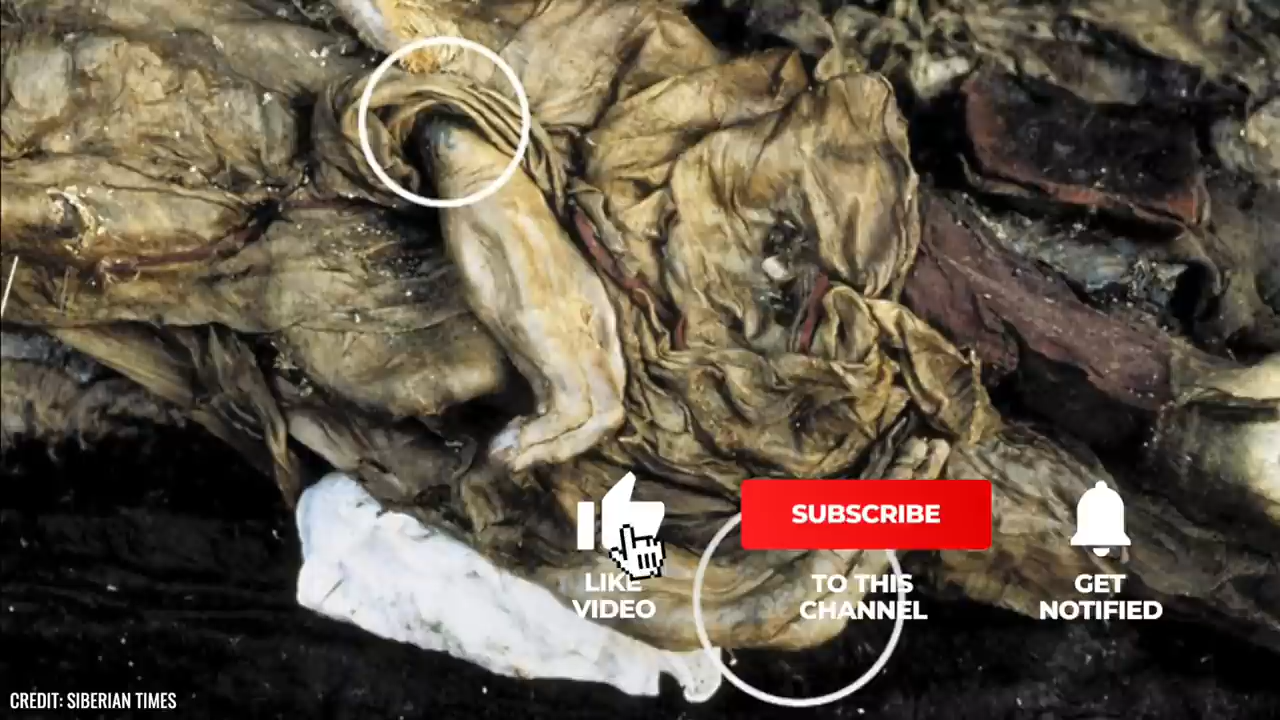 SUBSCRIBE
LIKE
VIDEO
TO THIS
CHANNEL
GET
NOTIFIED
CREDIT: SIBERIAN TIMES